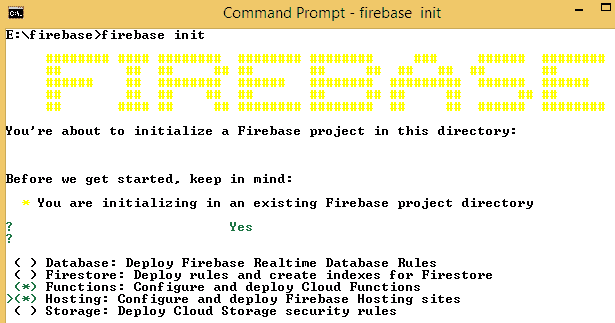 Command Prompt - firebase init
E:\firebase>firebase init
FIREBASE
You're about to initialize a Firebase project in this directory:
Before we get started, keep in mind:
* You are initializing in an existing Firebase project directory
? Yes
?
( ) Database: Deploy Firebase Realtime Database Rules
( ) Firestore: Deploy rules and create indexes for Firestore
(*) Functions: Configure and deploy Cloud Functions
>(*) Hosting: Configure and deploy Firebase Hosting sites
( ) Storage: Deploy Cloud Storage security rules